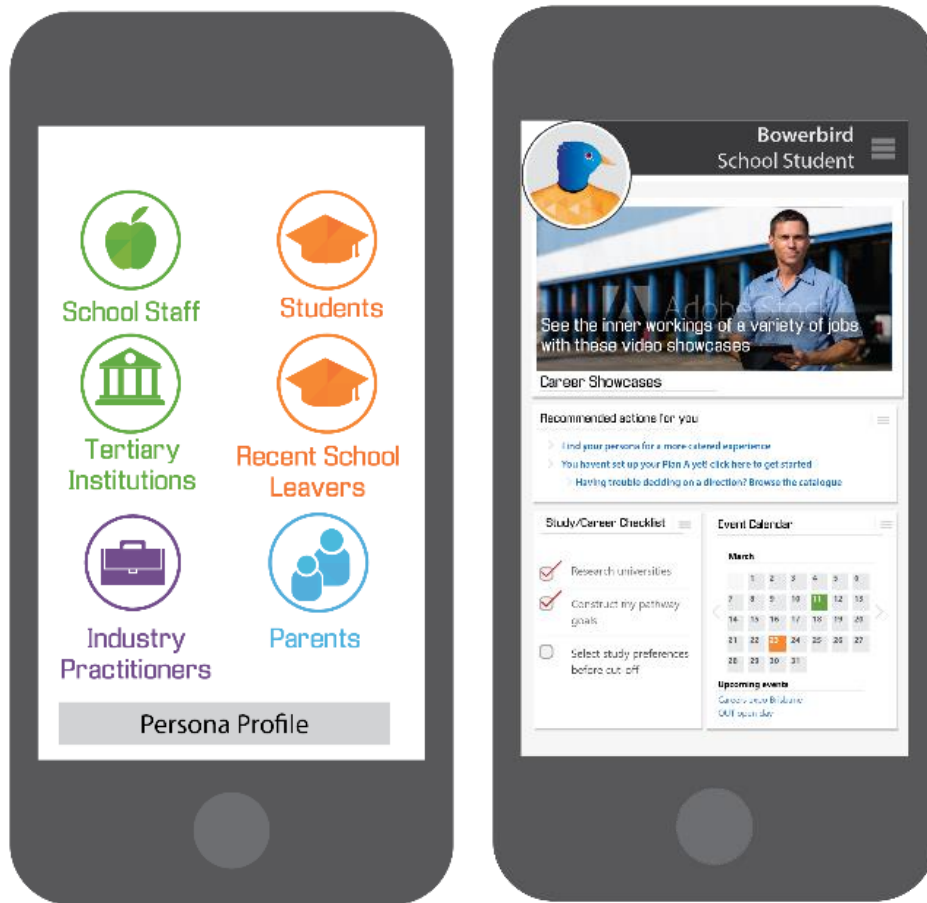 School Staff
Students
Tertiary
Institutions
Recent School
Leavers
Industry
Practitioners
Parents
Persona Profile
Bowerbird
School Student
Adobe Stock
See the inner workings of a variety of jobs
with these video showcases
Career Showcases
Recommended actions for you
Find your persona for a more catered experience
You havent set up your Plan A yet! click here to get started
Having trouble deciding on a direction? Browse the catalogue
Study/Career Checklist
Research universities
Construct my pathway
goals
Select study preferences
before cut-off
Event Calendar
March
1 2 3 4 5 6
7 8 9 10 11 12 13
14 15 16 17 18 19 20
21 22 23 24 25 26 27
28 29 30 31
Upcoming events
Careers expo Brisbane
QUT open day